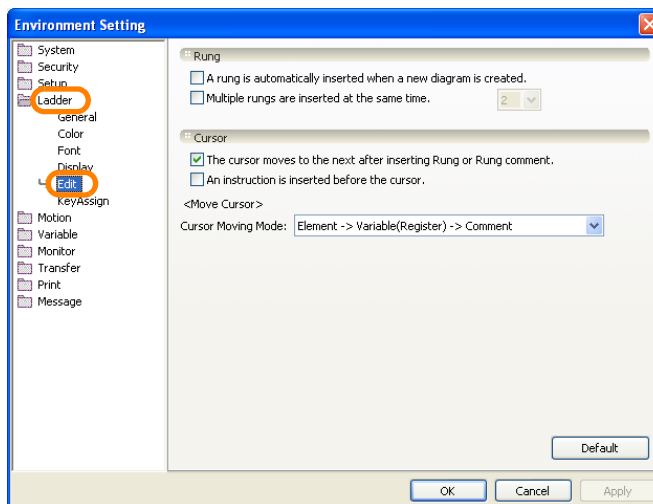 Environment Setting
System
Security
Setup
Ladder
General
Color
Font
Display
Edit
KeyAssign
Motion
Variable
Monitor
Transfer
Print
Message
Rung
A rung is automatically inserted when a new diagram is created.
Multiple rungs are inserted at the same time. 2
Cursor
The cursor moves to the next after inserting Rung or Rung comment.
An instruction is inserted before the cursor.
<Move Cursor>
Cursor Moving Mode: Element -> Variable(Register) -> Comment
Default
OK Cancel Apply